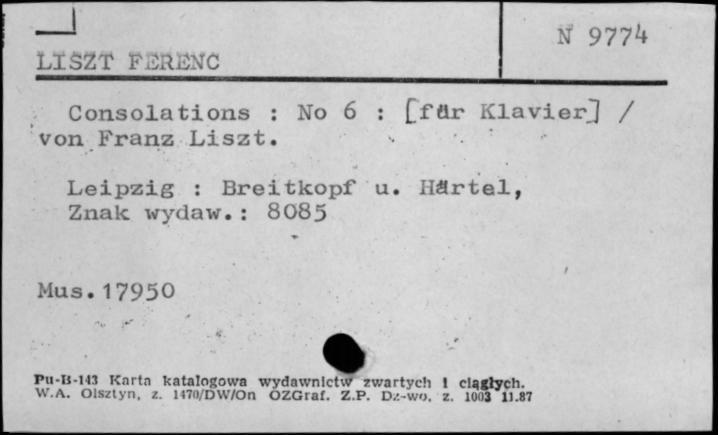 N 9774
LISZT FERENC
Consolations : No 6 : [für Klavier] /
von Franz Liszt.
Leipzig : Breitkopf u. Härtel,
Znak wydaw.: 8085
Mus.17950
Pu-B-143 Karta katalogowa wydawnictw zwartych i ciągłych.
W.A. Olsztyn, z. 1470/DW/On OZGraf. Z.P. Dz-wo, z. 1003 11.87